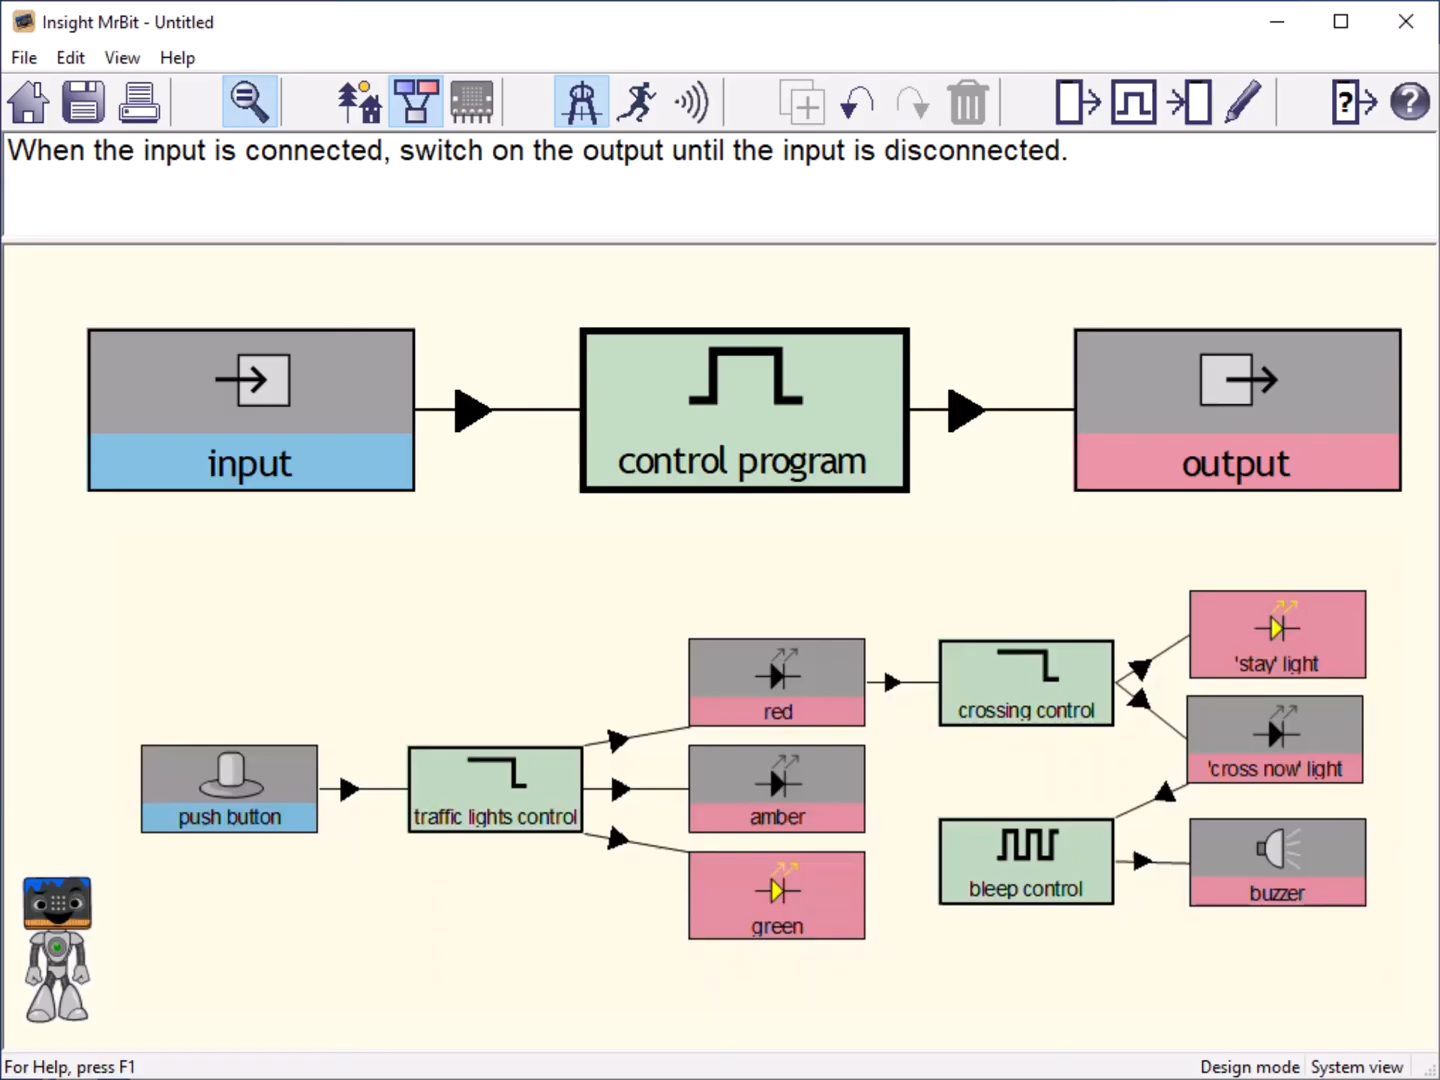 Insight MrBit - Untitled
File Edit View Help
?
?
When the input is connected, switch on the output until the input is disconnected.
input
control program
output
'stay' light
red
crossing control
'cross now' light
push button
traffic lights control
amber
bleep control
buzzer
green
For Help, press F1
Design mode System view